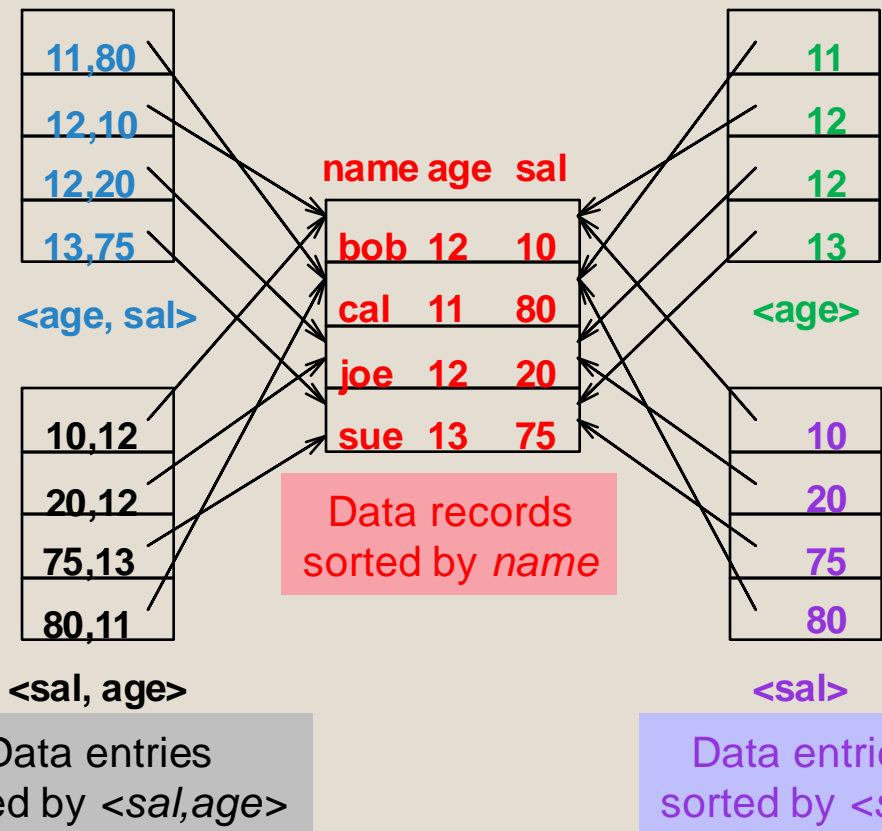 11,80
12,10
12,20
13,75
<age, sal>
10,12
20,12
75,13
80,11
<sal, age>
Data entries
ed by <sal,age>
name age sal
bob 12 10
cal 11 80
joe 12 20
sue 13 75
Data records
sorted by name
11
12
12
13
<age>
10
20
75
80
<sal>
Data entri
sorted by <s